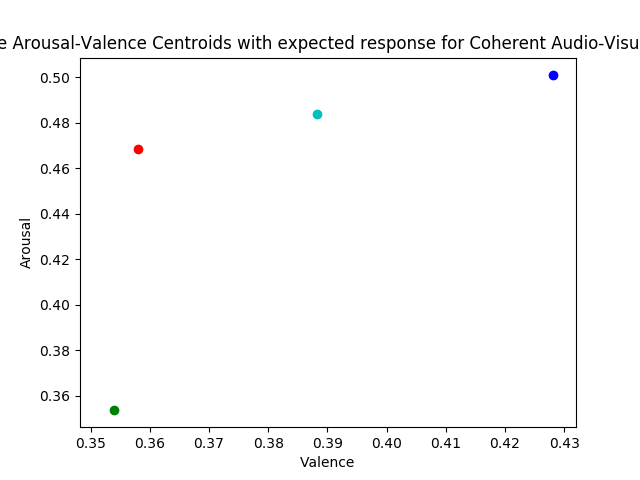 e Arousal-Valence Centroids with expected response for Coherent Audio-Visu
0.50
0.48
0.46
0.44
0.42
0.40
0.38
0.36
Arousal
0.35 0.36 0.37 0.38 0.39 0.40 0.41 0.42 0.43
Valence